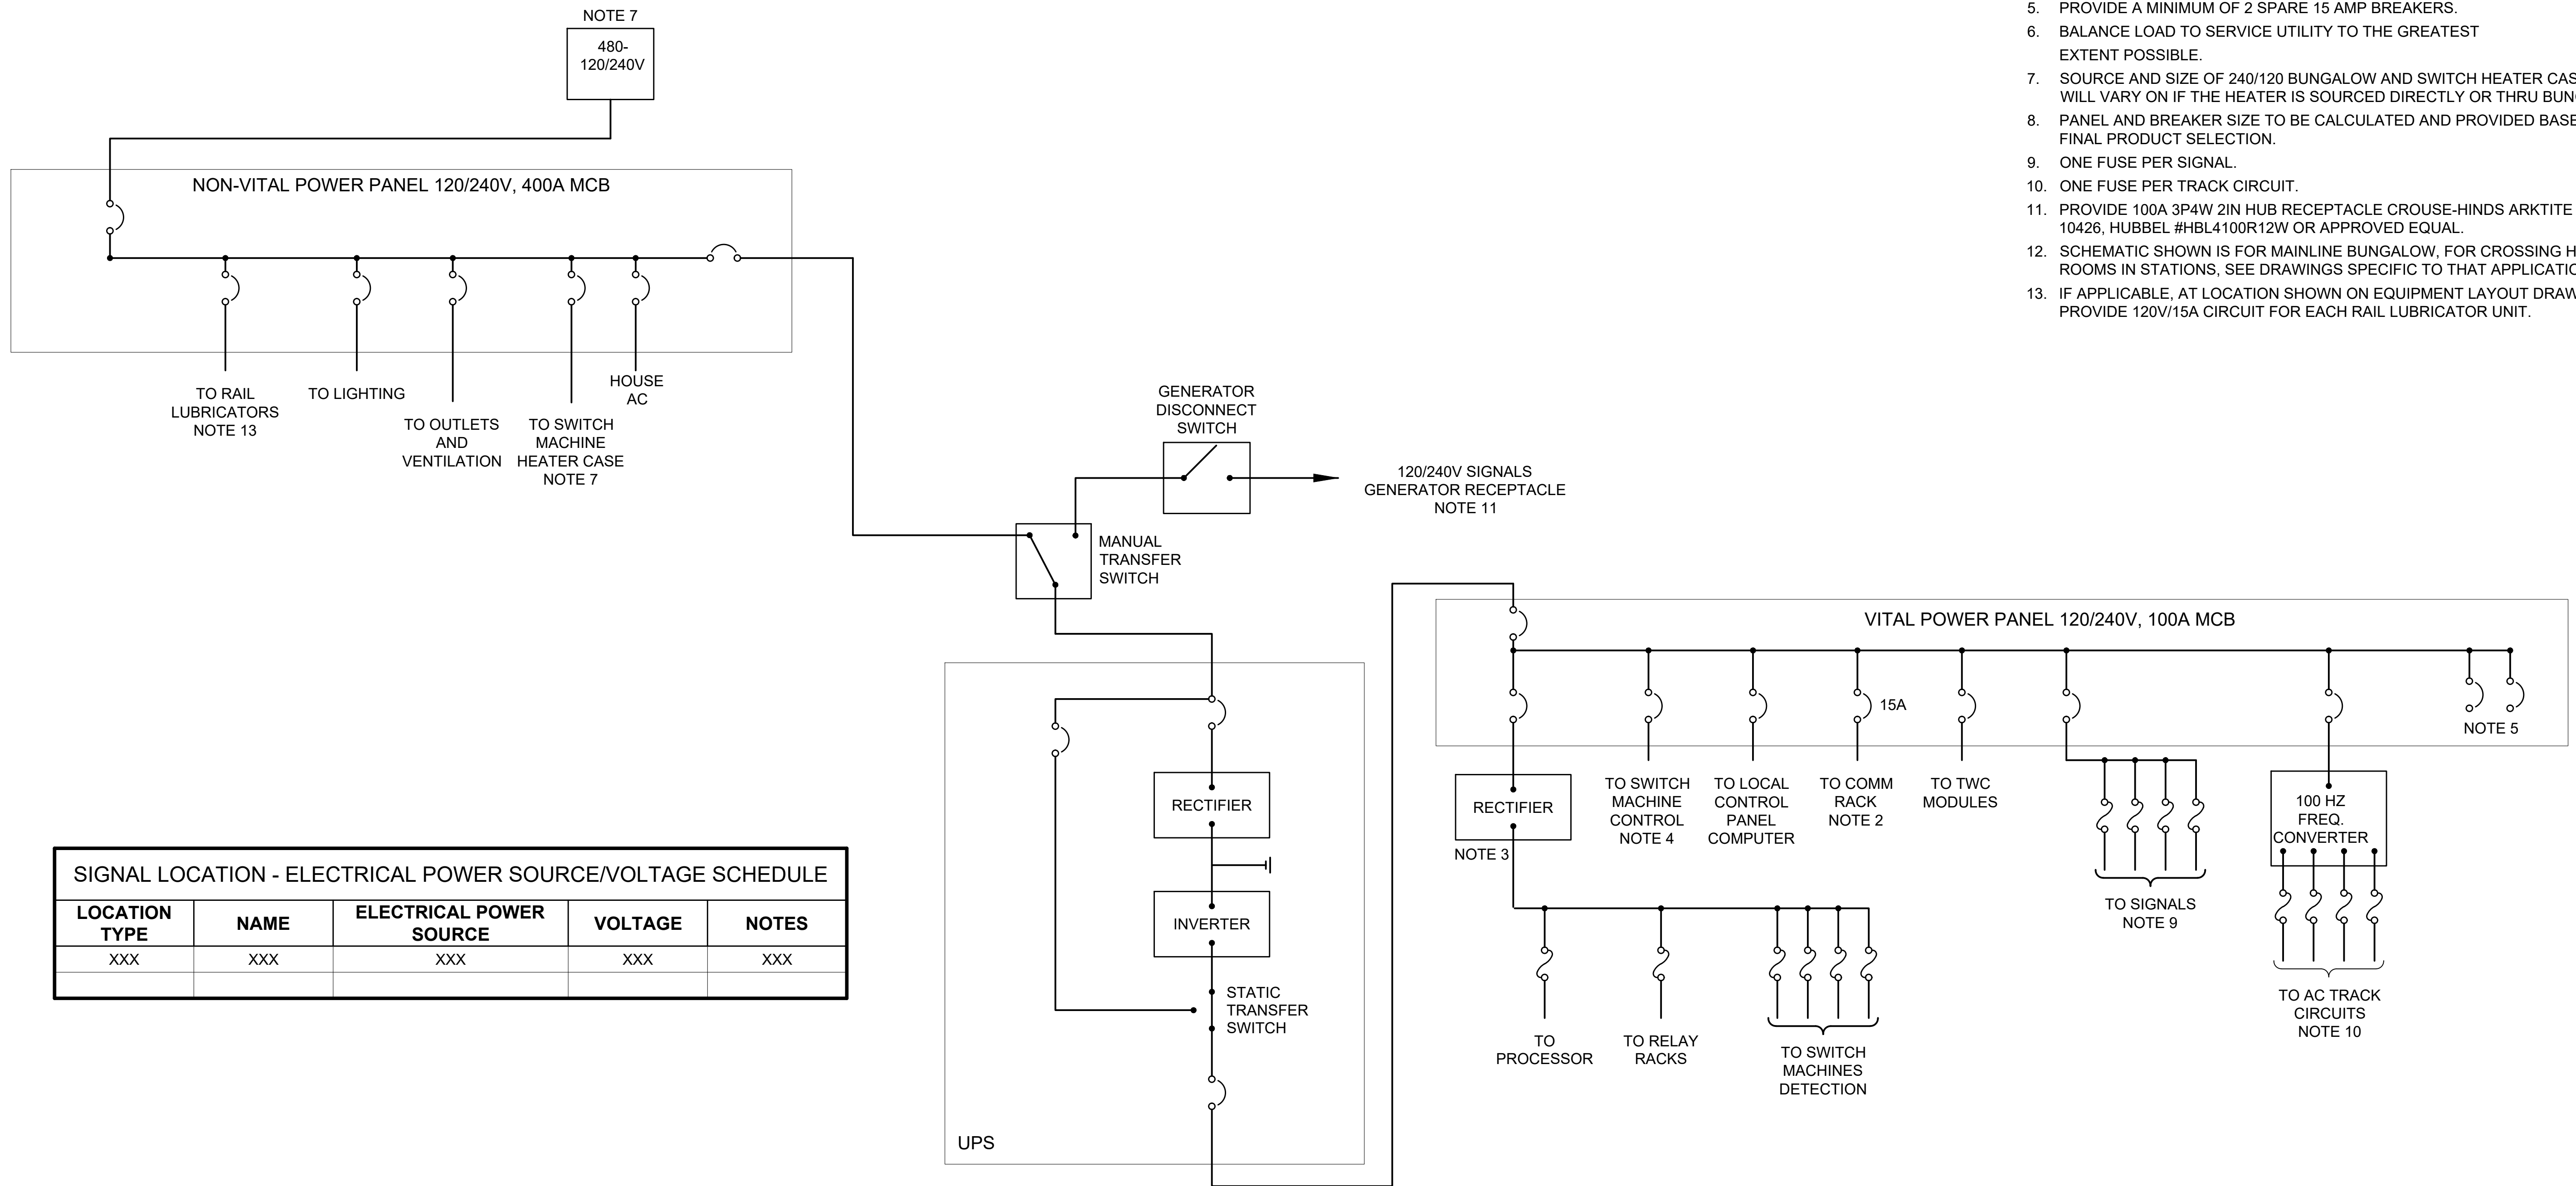 NOTE 7
480-
120/240V
NON-VITAL POWER PANEL 120/240V, 400A MCB
TO RAIL
LUBRICATORS
NOTE 13
TO LIGHTING
TO OUTLETS
AND
VENTILATION
TO SWITCH
MACHINE
HEATER CASE
NOTE 7
HOUSE
AC
5. PROVIDE A MINIMUM OF 2 SPARE 15 AMP BREAKERS.
6. BALANCE LOAD TO SERVICE UTILITY TO THE GREATEST
EXTENT POSSIBLE.
7. SOURCE AND SIZE OF 240/120 BUNGALOW AND SWITCH HEATER CAS
WILL VARY ON IF THE HEATER IS SOURCED DIRECTLY OR THRU BUN
8. PANEL AND BREAKER SIZE TO BE CALCULATED AND PROVIDED BASE
FINAL PRODUCT SELECTION.
9. ONE FUSE PER SIGNAL.
10. ONE FUSE PER TRACK CIRCUIT.
11. PROVIDE 100A 3P4W 2IN HUB RECEPTACLE CROUSE-HINDS ARKTITE
10426, HUBBEL #HBL4100R12W OR APPROVED EQUAL.
12. SCHEMATIC SHOWN IS FOR MAINLINE BUNGALOW, FOR CROSSING H
ROOMS IN STATIONS, SEE DRAWINGS SPECIFIC TO THAT APPLICATIO
13. IF APPLICABLE, AT LOCATION SHOWN ON EQUIPMENT LAYOUT DRAW
PROVIDE 120V/15A CIRCUIT FOR EACH RAIL LUBRICATOR UNIT.
GENERATOR
DISCONNECT
SWITCH
120/240V SIGNALS
GENERATOR RECEPTACLE
NOTE 11
MANUAL
TRANSFER
SWITCH
RECTIFIER
INVERTER
STATIC
TRANSFER
SWITCH
UPS
VITAL POWER PANEL 120/240V, 100A MCB
15A
NOTE 5
RECTIFIER
NOTE 3
TO SWITCH
MACHINE
CONTROL
NOTE 4
TO LOCAL
CONTROL
PANEL
COMPUTER
TO COMM
RACK
NOTE 2
TO TWC
MODULES
TO SIGNALS
NOTE 9
100 HZ
FREQ.
CONVERTER
TO AC TRACK
CIRCUITS
NOTE 10
TO
PROCESSOR
TO RELAY
RACKS
TO SWITCH
MACHINES
DETECTION
SIGNAL LOCATION - ELECTRICAL POWER SOURCE/VOLTAGE SCHEDULE
LOCATION TYPE NAME ELECTRICAL POWER SOURCE VOLTAGE NOTES
XXX XXX XXX XXX XXX